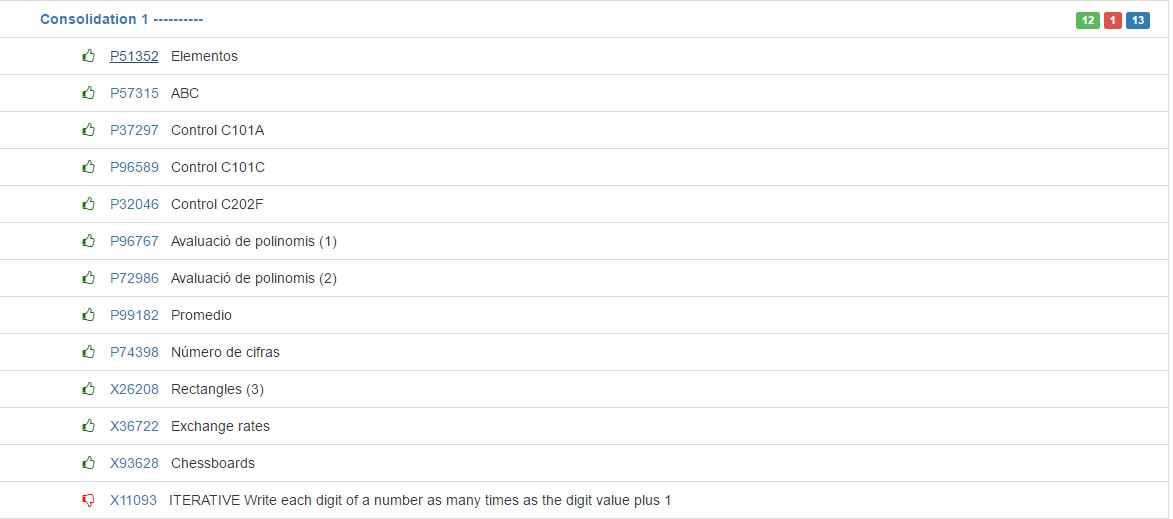 Consolidation 1 ---------- 12 1 13
P51352 Elementos
P57315 ABC
P37297 Control C101A
P96589 Control C101C
P32046 Control C202F
P96767 Avaluació de polinomis (1)
P72986 Avaluació de polinomis (2)
P99182 Promedio
P74398 Número de cifras
X26208 Rectangles (3)
X36722 Exchange rates
X93628 Chessboards
X11093 ITERATIVE Write each digit of a number as many times as the digit value plus 1